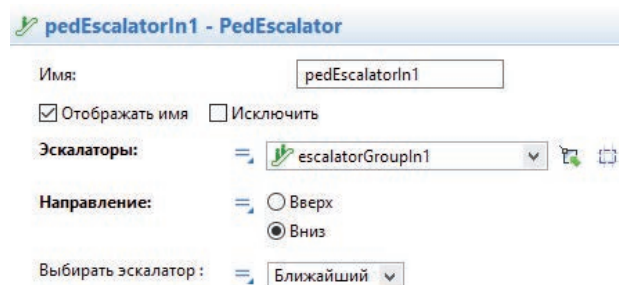 pedEscalatorIn1 - PedEscalator
Имя: pedEscalatorIn1
Отображать имя Исключить
Эскалаторы: escalatorGroupIn1
Направление: Вверх
Вниз
Выбирать эскалатор : Ближайший